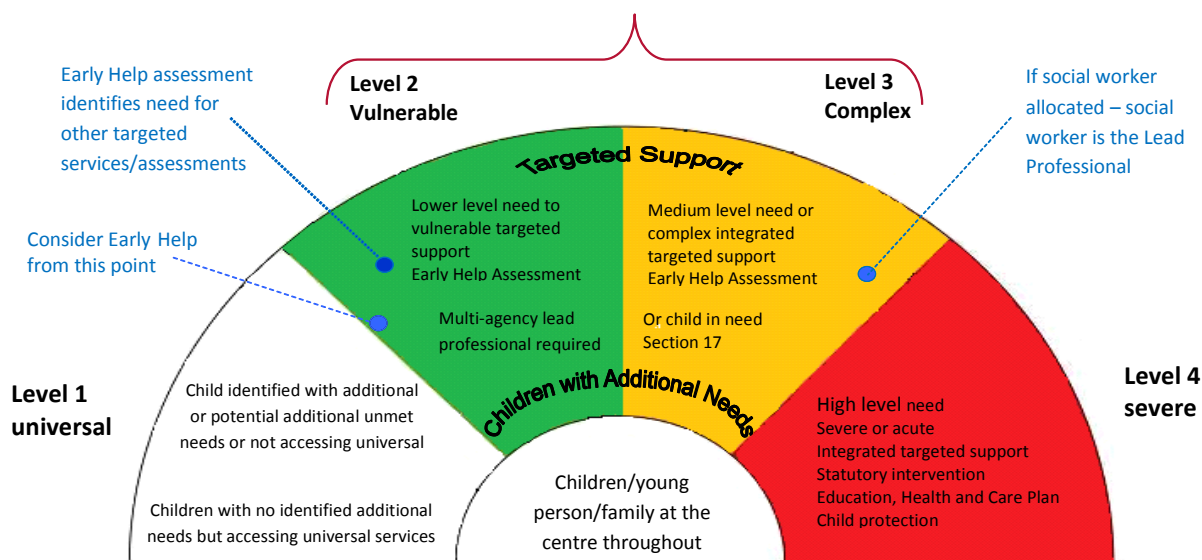 Early Help assessment
identifies need for
other targeted
services/assessments
Consider Early Help
from this point
Level 2
Vulnerable
Level 3
Complex
If social worker
allocated – social
worker is the Lead
Professional
Targeted Support
Lower level need to
vulnerable targeted
support
Early Help Assessment
Multi-agency lead
professional required
Medium level need or
complex integrated
targeted support
Early Help Assessment
Or child in need
Section 17
Children with Additional Needs
Level 1
universal
Child identified with additional
or potential additional unmet
needs or not accessing universal
Children with no identified additional
needs but accessing universal services
Children/young
person/family at the
centre throughout
High level need
Severe or acute
Integrated targeted support
Statutory intervention
Education, Health and Care Plan
Child protection
Level 4
severe